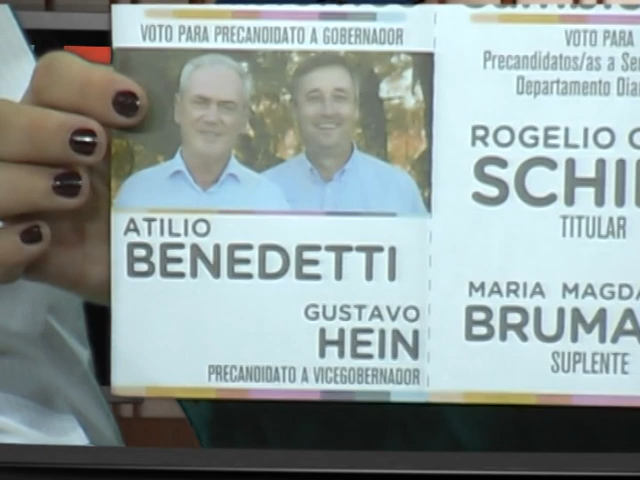 VOTO PARA PRECANDIDATO A GOBERNADOR
ATILIO
BENEDETTI
GUSTAVO
HEIN
PRECANDIDATO A VICEGOBERNADOR
VOTO PARA
Precandidatos/as a Se
Departamento Dia
ROGELIO
SCHI
TITULAR
MARIA MAGDA
BRUMA
SUPLENTE